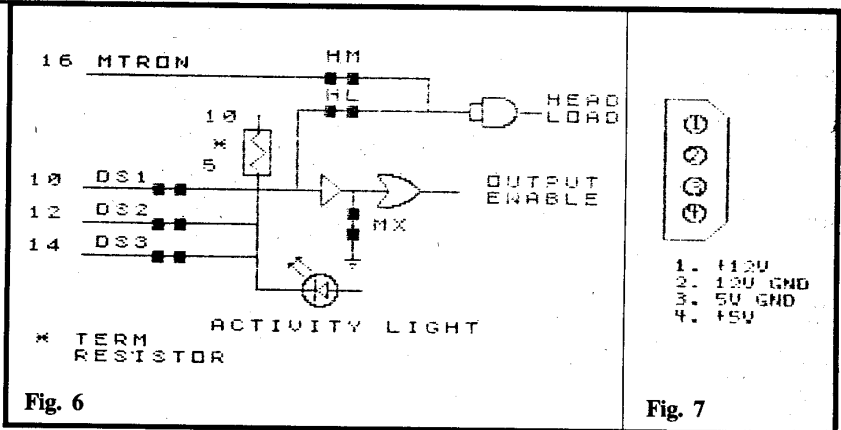 16 MTRON
HM
HL
HEAD
LOAD
10
*
5
10 DS1
12 DS2
14 DS3
OUTPUT
ENABLE
MX
ACTIVITY LIGHT
* TERM
RESISTOR
Fig. 6
1
2
3
4
1. +12V
2. 12V GND
3. 5V GND
4. +5V
Fig. 7